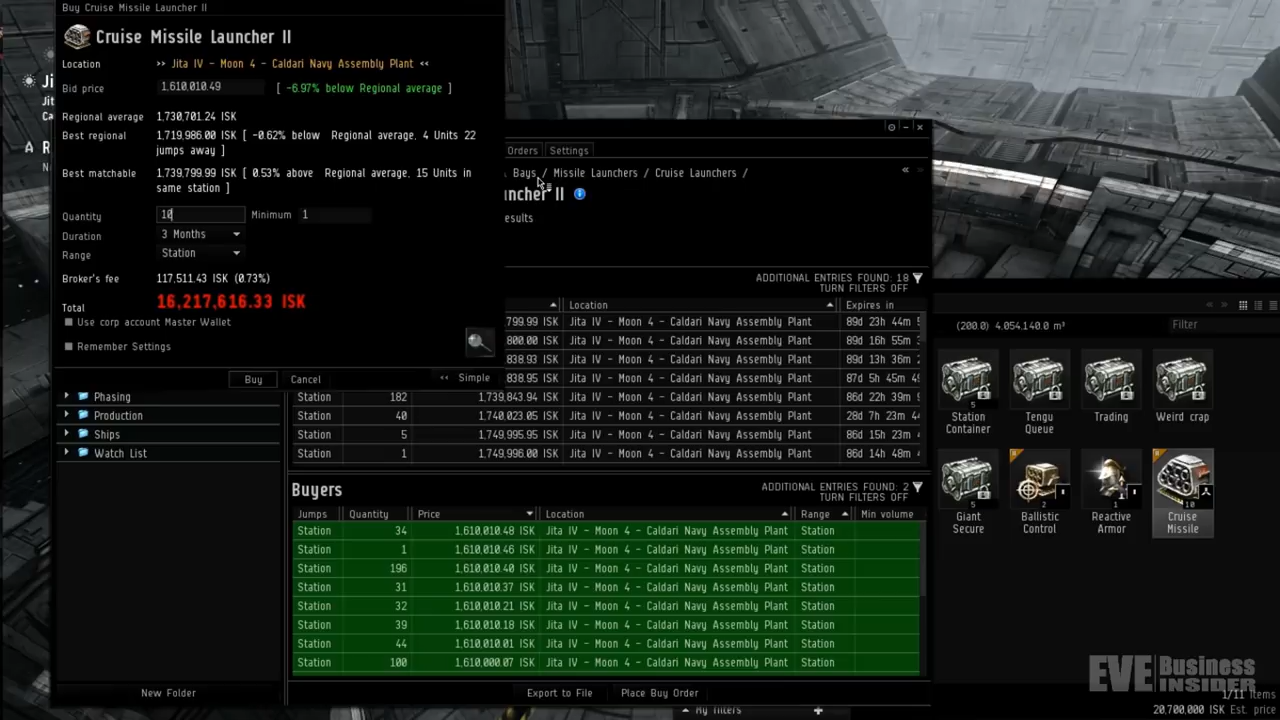 Buy Cruise Missile Launcher II
Cruise Missile Launcher II
Location >> Jita IV - Moon 4 - Caldari Navy Assembly Plant <<
Bid price 1,610,010.49 [ -6.97% below Regional average ]
Regional average 1,730,701.24 ISK
Best regional 1,719,986.00 ISK [ -0.62% below Regional average, 4 Units 22
jumps away ]
Best matchable 1,739,799.99 ISK [ 0.53% above Regional average, 15 Units in
same station ]
Quantity 10 Minimum 1
Duration 3 Months
Range Station
Broker's fee 117,511.43 ISK (0.73%)
Total 16,217,616.33 ISK
Use corp account Master Wallet
Remember Settings
Buy Cancel << Simple
Ji
Jit
Ca
A R
N
Orders Settings
Bays / Missile Launchers / Cruise Launchers /
uncher II
esults
ADDITIONAL ENTRIES FOUND: 18
TURN FILTERS OFF
Location Expires in
799.99 ISK Jita IV - Moon 4 - Caldari Navy Assembly Plant 89d 23h 44m
800.00 ISK Jita IV - Moon 4 - Caldari Navy Assembly Plant 89d 16h 55m
838.93 ISK Jita IV - Moon 4 - Caldari Navy Assembly Plant 89d 13h 36m
838.95 ISK Jita IV - Moon 4 - Caldari Navy Assembly Plant 87d 5h 45m
Station 182 1,739,843.94 ISK Jita IV - Moon 4 - Caldari Navy Assembly Plant 86d 22h 39m
Station 40 1,740,023.05 ISK Jita IV - Moon 4 - Caldari Navy Assembly Plant 28d 7h 23m
Station 5 1,749,995.95 ISK Jita IV - Moon 4 - Caldari Navy Assembly Plant 86d 15h 23m
Station 1 1,749,996.00 ISK Jita IV - Moon 4 - Caldari Navy Assembly Plant 86d 14h 48m
Phasing
Production
Ships
Watch List
New Folder
Buyers
ADDITIONAL ENTRIES FOUND: 2
TURN FILTERS OFF
Jumps Quantity Price Location Range Min volume
Station 34 1,610,010.48 ISK Jita IV - Moon 4 - Caldari Navy Assembly Plant Station
Station 1 1,610,010.46 ISK Jita IV - Moon 4 - Caldari Navy Assembly Plant Station
Station 196 1,610,010.40 ISK Jita IV - Moon 4 - Caldari Navy Assembly Plant Station
Station 31 1,610,010.37 ISK Jita IV - Moon 4 - Caldari Navy Assembly Plant Station
Station 32 1,610,010.21 ISK Jita IV - Moon 4 - Caldari Navy Assembly Plant Station
Station 39 1,610,010.18 ISK Jita IV - Moon 4 - Caldari Navy Assembly Plant Station
Station 44 1,610,010.01 ISK Jita IV - Moon 4 - Caldari Navy Assembly Plant Station
Station 100 1,610,000.07 ISK Jita IV - Moon 4 - Caldari Navy Assembly Plant Station
Export to File Place Buy Order
My filters
(200.0) 4,054,140.0 m³ Filter
5
Station Container
Tengu Queue
Trading
Weird crap
5
Giant Secure
2
Ballistic Control
1
Reactive Armor
10
Cruise Missile
EVE Business INSIDER
1/11 Items
20,700,000 ISK Est. price